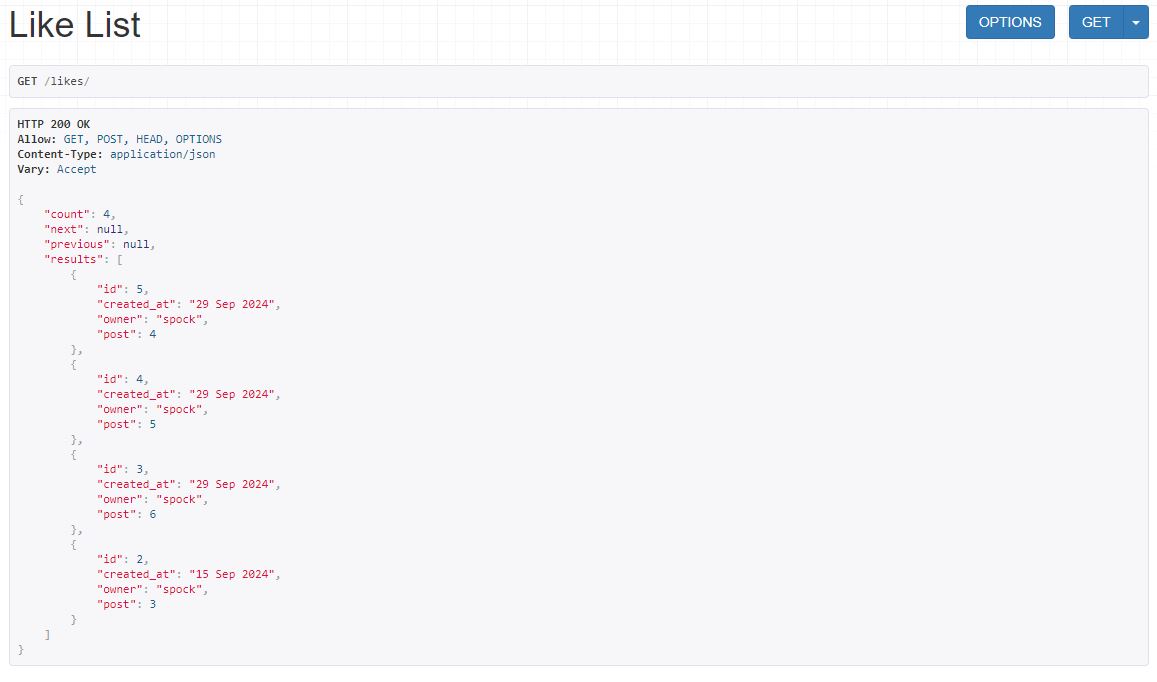 Like List
OPTIONS
GET
GET /likes/
HTTP 200 OK
Allow: GET, POST, HEAD, OPTIONS
Content-Type: application/json
Vary: Accept
{
    "count": 4,
    "next": null,
    "previous": null,
    "results": [
        {
            "id": 5,
            "created_at": "29 Sep 2024",
            "owner": "spock",
            "post": 4
        },
        {
            "id": 4,
            "created_at": "29 Sep 2024",
            "owner": "spock",
            "post": 5
        },
        {
            "id": 3,
            "created_at": "29 Sep 2024",
            "owner": "spock",
            "post": 6
        },
        {
            "id": 2,
            "created_at": "15 Sep 2024",
            "owner": "spock",
            "post": 3
        }
    ]
}